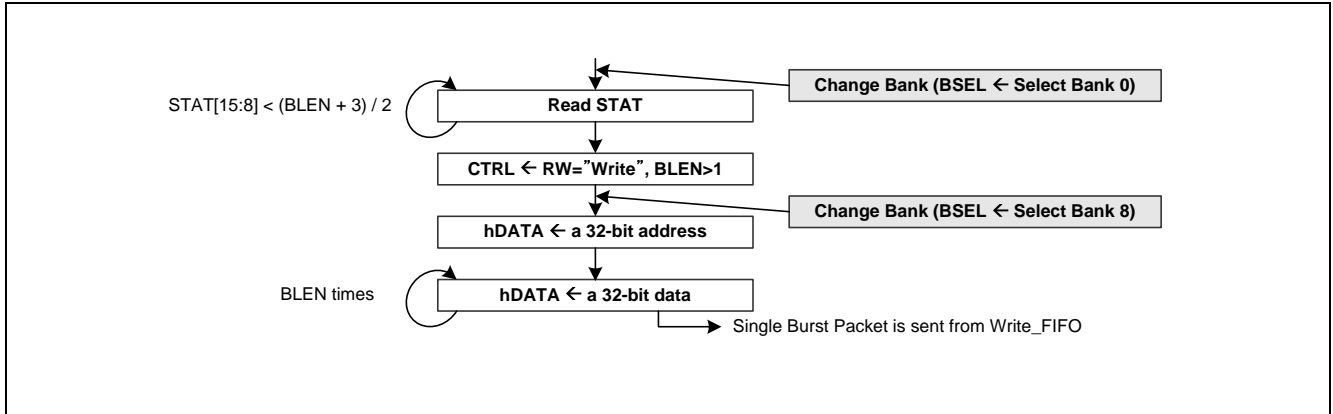 Change Bank (BSEL ← Select Bank 0)
STAT[15:8] < (BLEN + 3) / 2
Read STAT
CTRL ← RW="Write", BLEN>1
Change Bank (BSEL ← Select Bank 8)
hDATA ← a 32-bit address
BLEN times
hDATA ← a 32-bit data
Single Burst Packet is sent from Write_FIFO